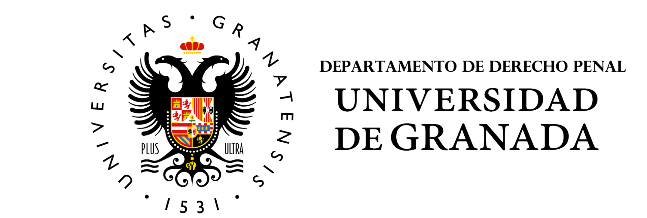 UNIVERSITAS · GRANATENSIS
· 1531 ·
PLUS ULTRA
DEPARTAMENTO DE DERECHO PENAL
UNIVERSIDAD
DE GRANADA